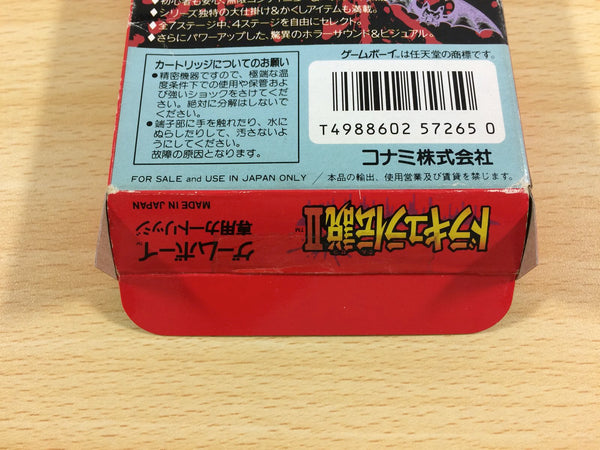 ◆シリーズ独特の大仕掛け&かくしアイテムも満載。
◆全7ステージ中、4ステージを自由にセレクト。
◆さらにパワーアップした、驚異のホラーサウンド&ビジュアル。
カートリッジについてのお願い
●精密機器ですので、極端な温
度条件下での使用や保管およ
び強いショックをさけてくだ
さい。絶対に分解はしないで
ください。
●端子部に手を触れたり、水に
ぬらしたりして、汚さないよ
うにしてください。
故障の原因となります。
ゲームボーイ™は任天堂の商標です。
T4988602 57265 0
コナミ株式会社
FOR SALE and USE IN JAPAN ONLY / 本品の輸出、使用営業及び賃貸を禁じます。
MADE IN JAPAN
専用カートリッジ
ゲームボーイ™
ドラキュラ伝説II™